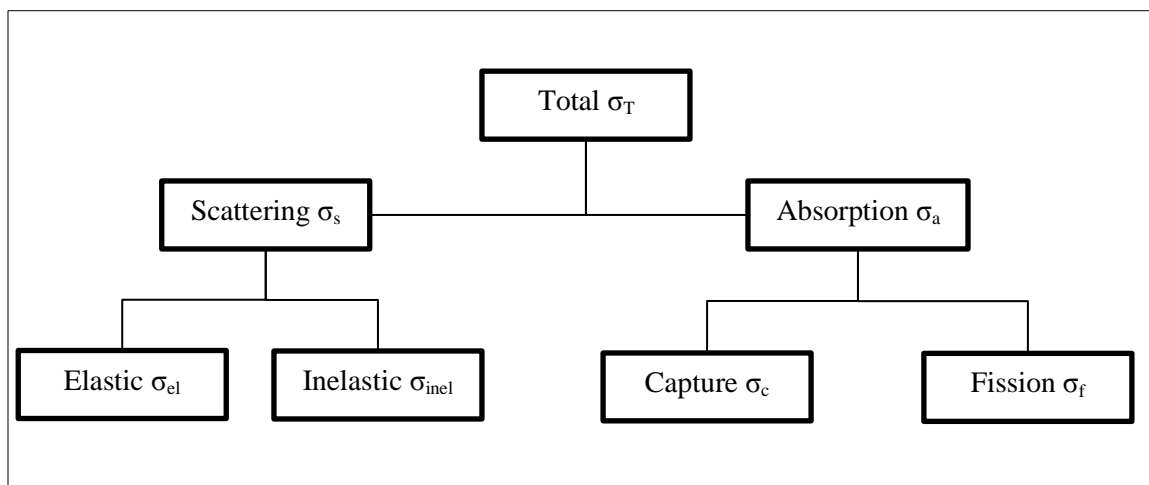 Total σT
Scattering σs
Absorption σa
Elastic σel
Inelastic σinel
Capture σc
Fission σf